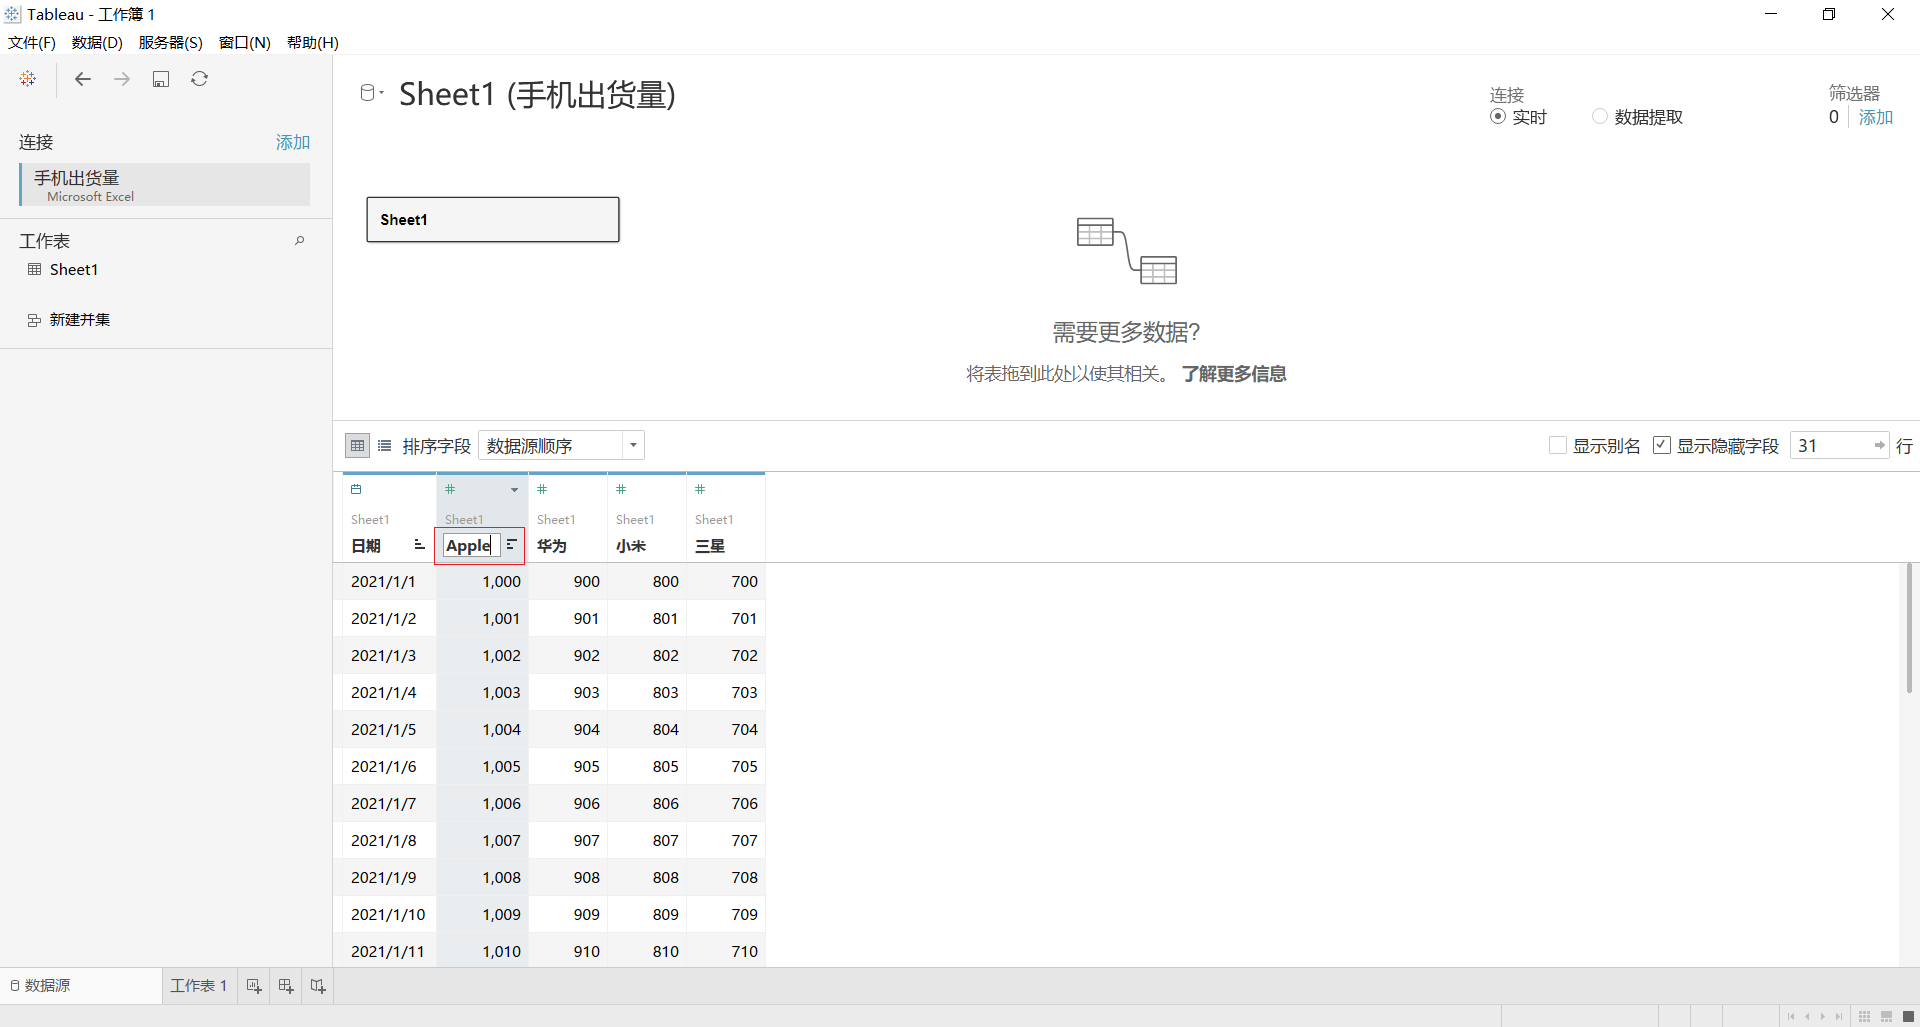 Tableau - 工作簿 1
文件(F) 数据(D) 服务器(S) 窗口(N) 帮助(H)
连接 添加
手机出货量
Microsoft Excel
工作表
Sheet1
新建并集
Sheet1 (手机出货量)
连接
实时 数据提取
筛选器
0 添加
Sheet1
需要更多数据?
将表拖到此处以使其相关。 了解更多信息
排序字段 数据源顺序
显示别名 显示隐藏字段 31 行
Sheet1 Sheet1 Sheet1 Sheet1 Sheet1
日期 Apple 华为 小米 三星
2021/1/1 1,000 900 800 700
2021/1/2 1,001 901 801 701
2021/1/3 1,002 902 802 702
2021/1/4 1,003 903 803 703
2021/1/5 1,004 904 804 704
2021/1/6 1,005 905 805 705
2021/1/7 1,006 906 806 706
2021/1/8 1,007 907 807 707
2021/1/9 1,008 908 808 708
2021/1/10 1,009 909 809 709
2021/1/11 1,010 910 810 710
数据源 工作表 1